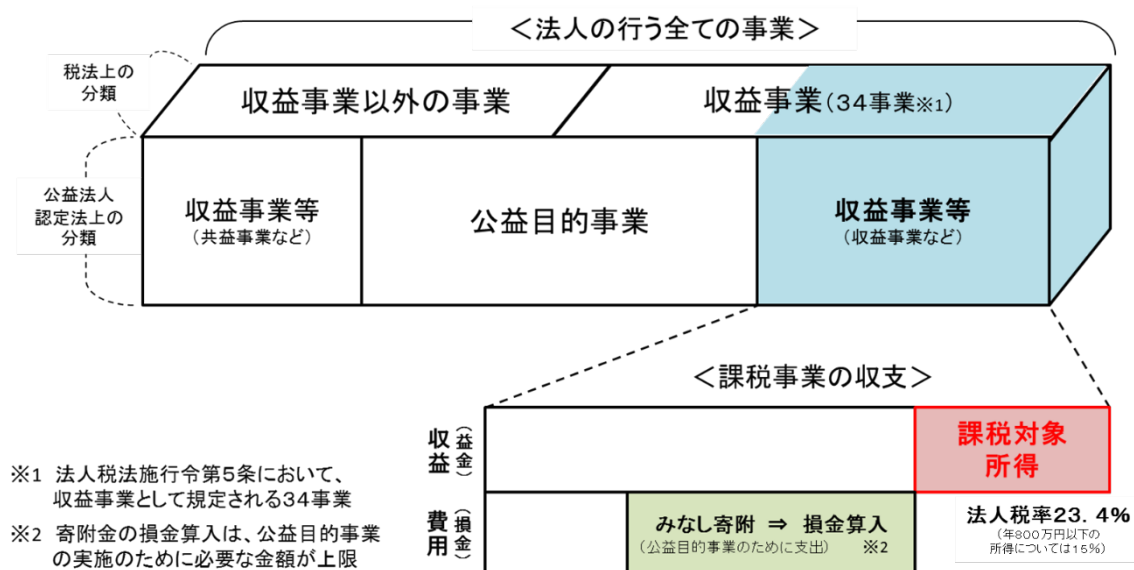 ＜法人の行う全ての事業＞
税法上の
分類
収益事業以外の事業
収益事業（34事業※1）
公益法人
認定法上の
分類
収益事業等
（共益事業など）
公益目的事業
収益事業等
（収益事業など）
＜課税事業の収支＞
収益（益金）
課税対象
所得
費用（損金）
みなし寄附 ⇒ 損金算入
（公益目的事業のために支出） ※2
法人税率23.4%
（年800万円以下の
所得については15%）
※1 法人税法施行令第5条において、
収益事業として規定される34事業
※2 寄附金の損金算入は、公益目的事業
の実施のために必要な金額が上限